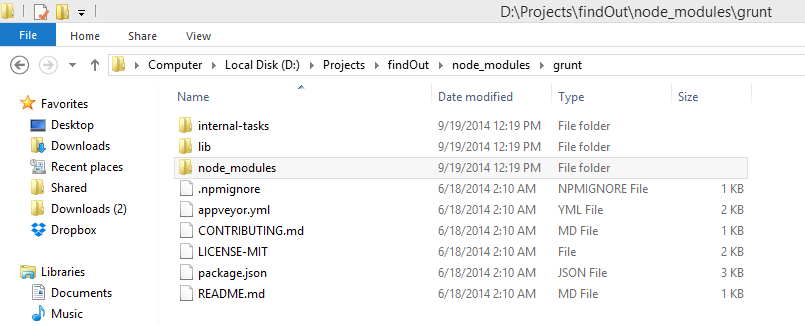 D:\Projects\findOut\node_modules\grunt
File Home Share View
Computer Local Disk (D:) Projects findOut node_modules grunt
Name Date modified Type Size
Favorites
Desktop
Downloads
Recent places
Shared
Downloads (2)
Dropbox
Libraries
Documents
Music
internal-tasks 9/19/2014 12:19 PM File folder
lib 9/19/2014 12:19 PM File folder
node_modules 9/19/2014 12:19 PM File folder
.npmignore 6/18/2014 2:10 AM NPMIGNORE File 1 KB
appveyor.yml 6/18/2014 2:10 AM YML File 2 KB
CONTRIBUTING.md 6/18/2014 2:10 AM MD File 1 KB
LICENSE-MIT 6/18/2014 2:10 AM File 2 KB
package.json 6/18/2014 2:10 AM JSON File 3 KB
README.md 6/18/2014 2:10 AM MD File 1 KB